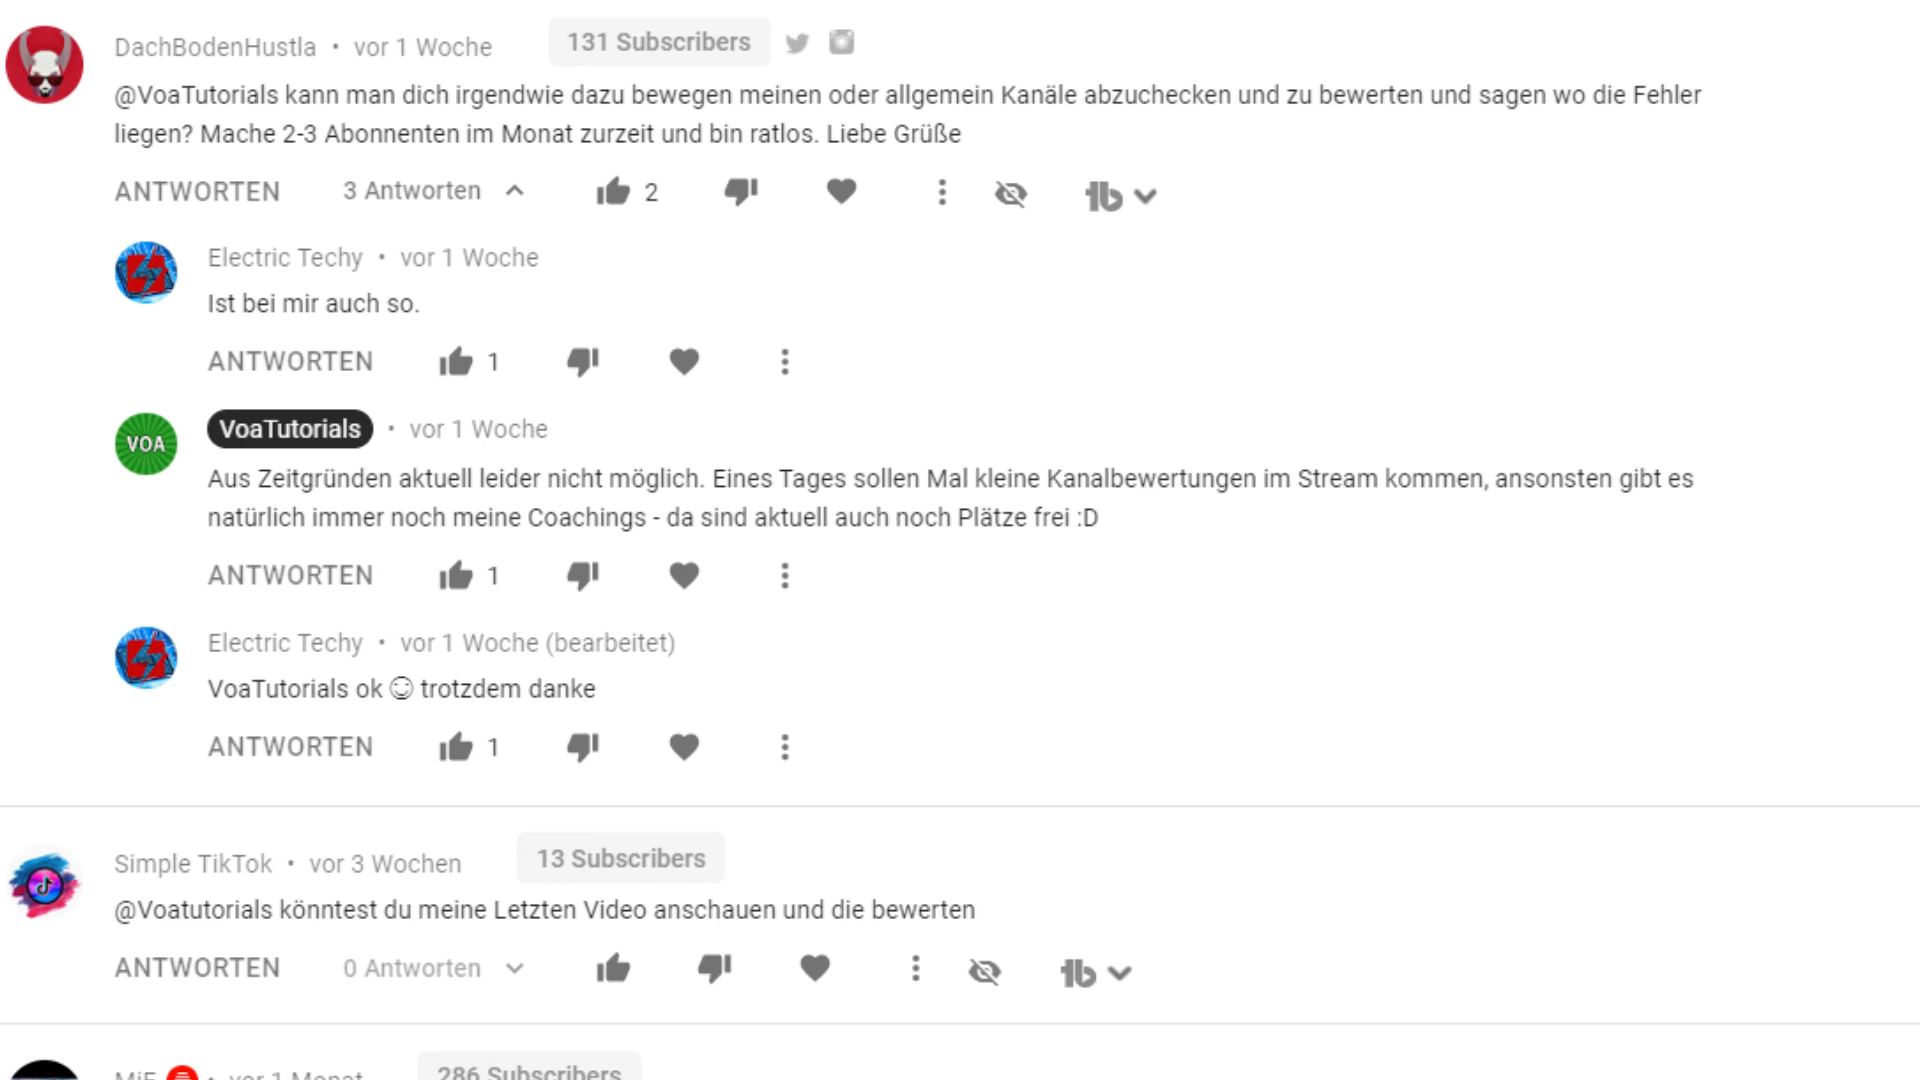 DachBodenHustla • vor 1 Woche 131 Subscribers
@VoaTutorials kann man dich irgendwie dazu bewegen meinen oder allgemein Kanäle abzuchecken und zu bewerten und sagen wo die Fehler
liegen? Mache 2-3 Abonnenten im Monat zurzeit und bin ratlos. Liebe Grüße
ANTWORTEN 3 Antworten 2 tb
Electric Techy • vor 1 Woche
Ist bei mir auch so.
ANTWORTEN 1
VOA VoaTutorials • vor 1 Woche
Aus Zeitgründen aktuell leider nicht möglich. Eines Tages sollen Mal kleine Kanalbewertungen im Stream kommen, ansonsten gibt es
natürlich immer noch meine Coachings - da sind aktuell auch noch Plätze frei :D
ANTWORTEN 1
Electric Techy • vor 1 Woche (bearbeitet)
VoaTutorials ok ☺ trotzdem danke
ANTWORTEN 1
Simple TikTok • vor 3 Wochen 13 Subscribers
@Voatutorials könntest du meine Letzten Video anschauen und die bewerten
ANTWORTEN 0 Antworten tb
• vor 1 Monat 286 Subscribers